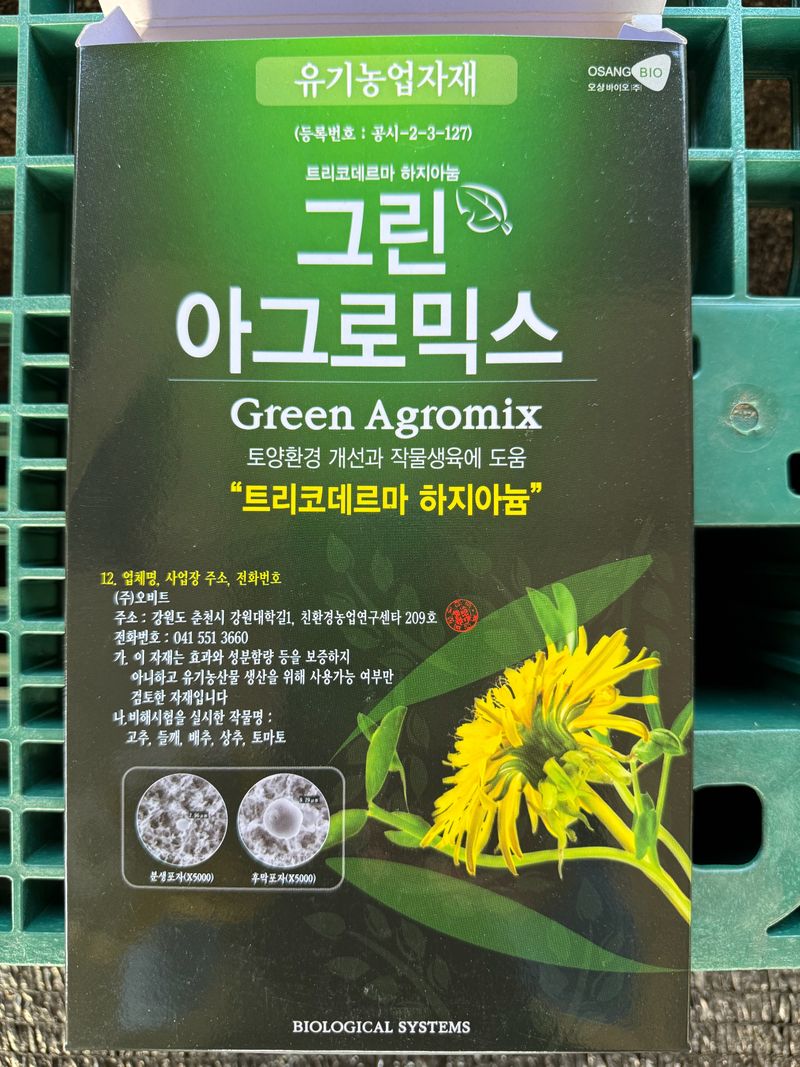 유기농업자재
OSANG BIO
오상바이오(주)
(등록번호 : 공시-2-3-127)
트리코데르마 하지아눔
그린
아그로믹스
Green Agromix
토양환경 개선과 작물생육에 도움
“트리코데르마 하지아눔”
12. 업체명, 사업장 주소, 전화번호
(주)오비트
주소 : 강원도 춘천시 강원대학길1, 친환경농업연구센타 209호
전화번호 : 041 551 3660
가. 이 자재는 효과와 성분함량 등을 보증하지
아니하고 유기농산물 생산을 위해 사용가능 여부만
검토한 자재입니다
나. 비해시험을 실시한 작물명 :
고추, 들깨, 배추, 상추, 토마토
분생포자(X5000)
후막포자(X5000)
BIOLOGICAL SYSTEMS